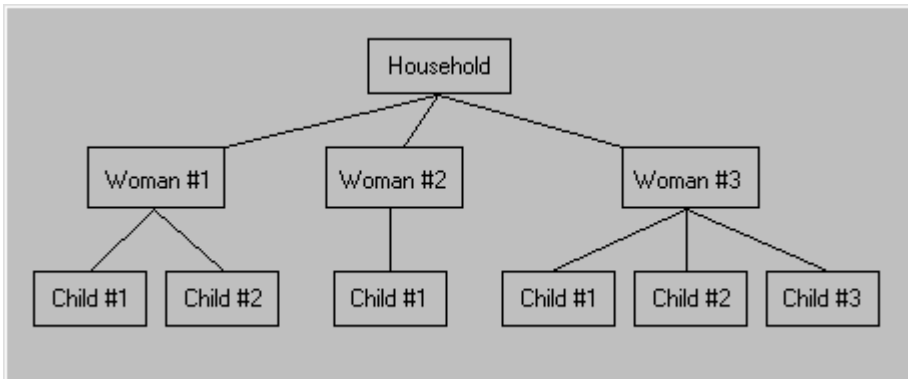 Household
Woman #1
Woman #2
Woman #3
Child #1
Child #2
Child #1
Child #1
Child #2
Child #3